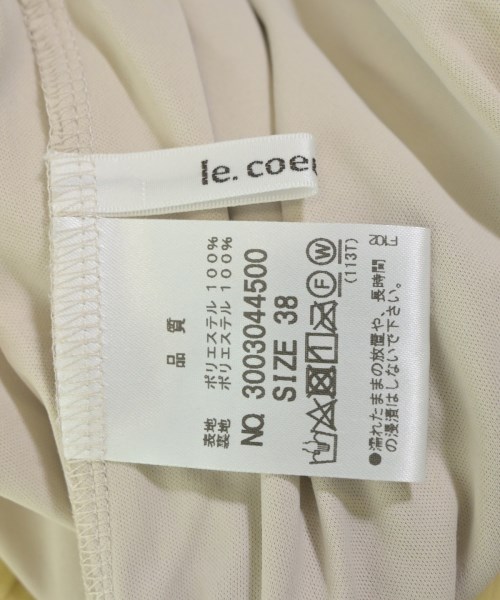 le. coe
品質
表地 ポリエステル 100%
裏地 ポリエステル 100%
NO. 3003044500
SIZE 38
F W
(113T)
●濡れたままの放置や、長時間
の浸漬はしないで下さい。